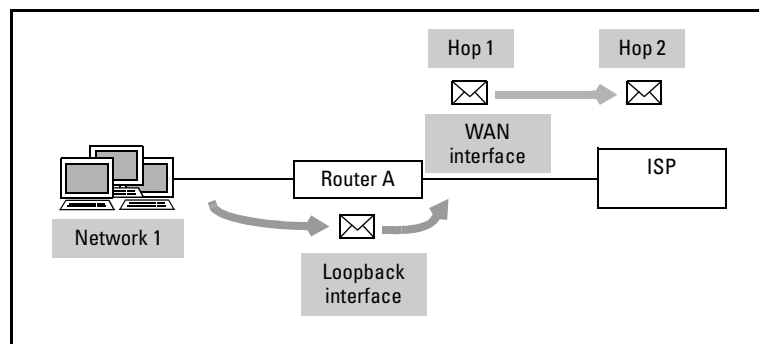 Hop 1
Hop 2
WAN
interface
Router A
ISP
Network 1
Loopback
interface